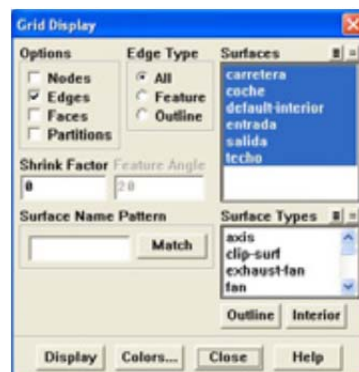 Grid Display
Options
Nodes
Edges
Faces
Partitions
Edge Type
All
Feature
Outline
Surfaces
carretera
coche
default-interior
entrada
salida
techo
Shrink Factor Feature Angle
0
20
Surface Name Pattern
Match
Surface Types
axis
clip-surf
exhaust-fan
fan
Outline Interior
Display Colors... Close Help